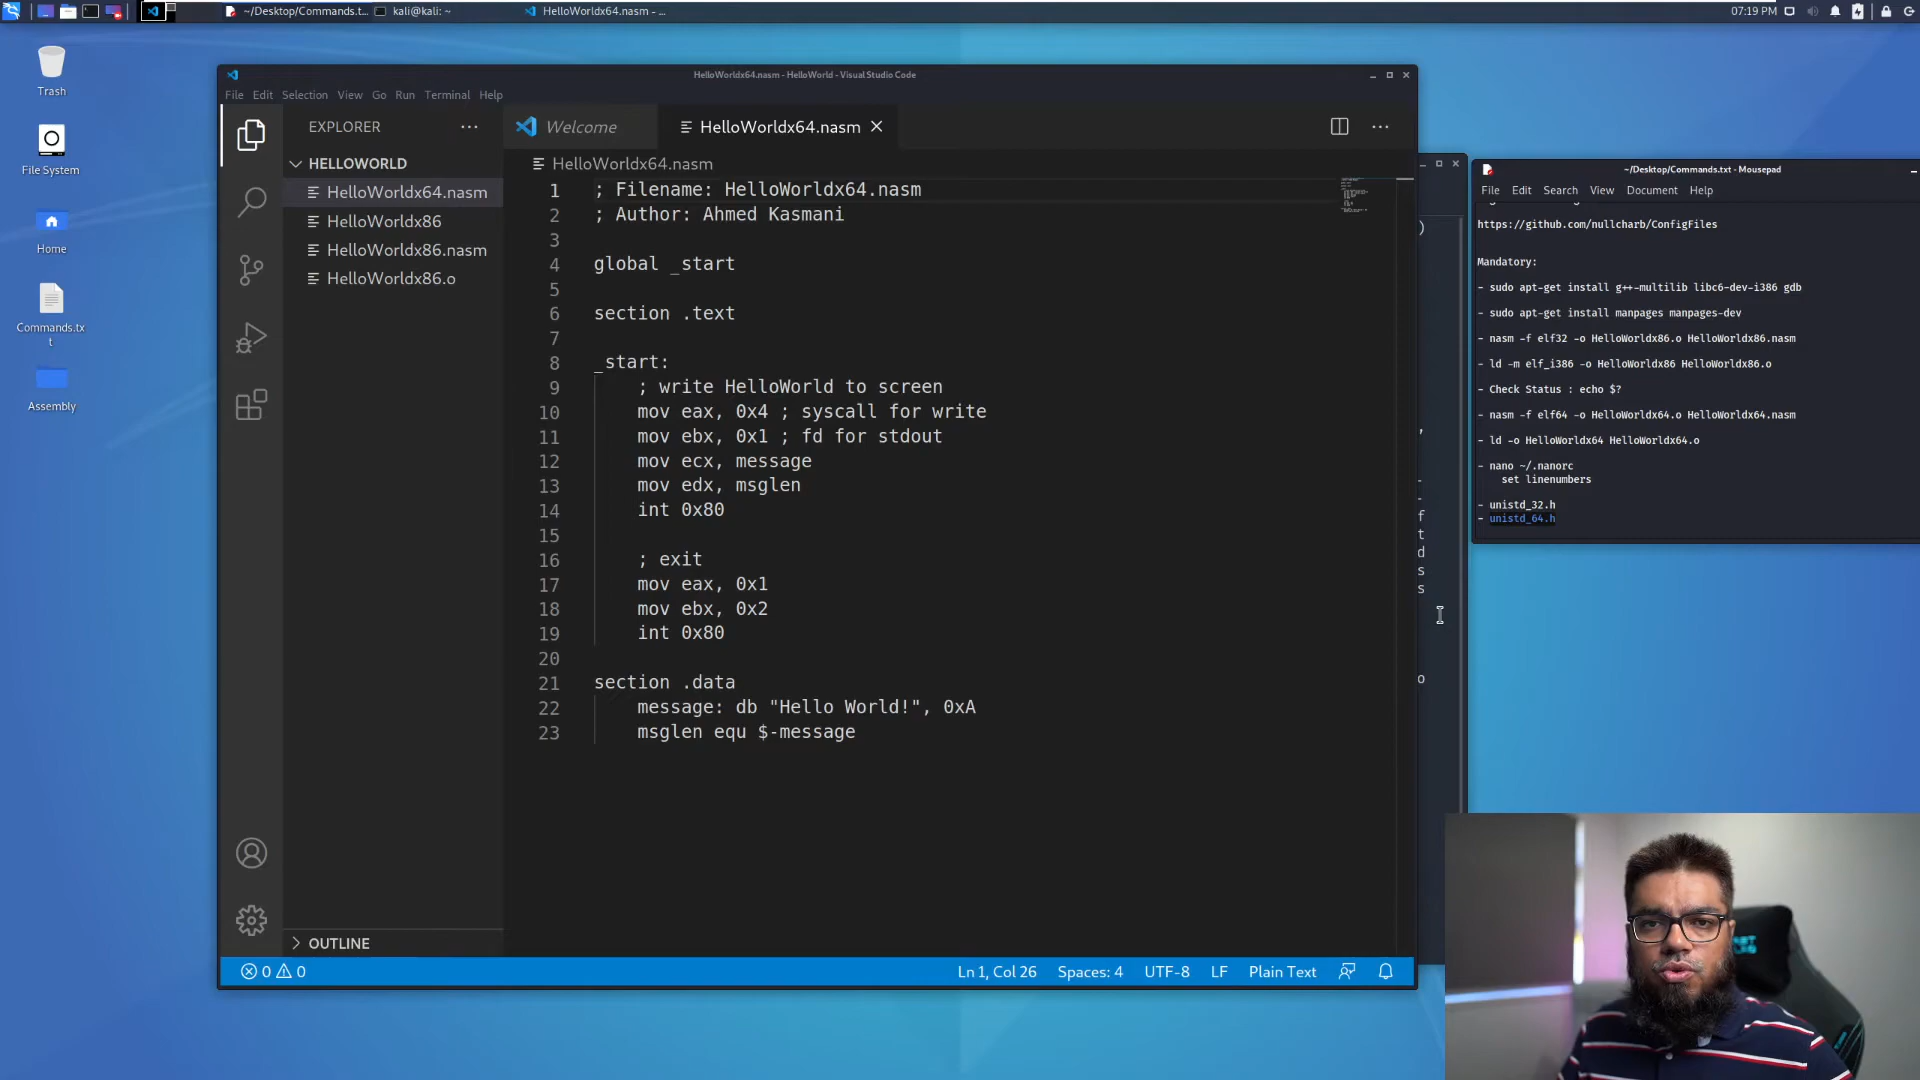 ~/Desktop/Commands.t...
kali@kali: ~
HelloWorldx64.nasm - ...
07:19 PM
Trash
File System
Home
Commands.tx
t
Assembly
HelloWorldx64.nasm - HelloWorld - Visual Studio Code
File Edit Selection View Go Run Terminal Help
EXPLORER
Welcome
HelloWorldx64.nasm
HELLOWORLD
HelloWorldx64.nasm
HelloWorldx86
HelloWorldx86.nasm
HelloWorldx86.o
HelloWorldx64.nasm
1 ; Filename: HelloWorldx64.nasm
2 ; Author: Ahmed Kasmani
3
4 global _start
5
6 section .text
7
8 _start:
9 ; write HelloWorld to screen
10 mov eax, 0x4 ; syscall for write
11 mov ebx, 0x1 ; fd for stdout
12 mov ecx, message
13 mov edx, msglen
14 int 0x80
15
16 ; exit
17 mov eax, 0x1
18 mov ebx, 0x2
19 int 0x80
20
21 section .data
22 message: db "Hello World!", 0xA
23 msglen equ $-message
OUTLINE
0 0
Ln 1, Col 26 Spaces: 4 UTF-8 LF Plain Text
)
,
f
t
d
s
s
o
~/Desktop/Commands.txt - Mousepad
File Edit Search View Document Help
https://github.com/nullcharb/ConfigFiles
Mandatory:
- sudo apt-get install g++-multilib libc6-dev-i386 gdb
- sudo apt-get install manpages manpages-dev
- nasm -f elf32 -o HelloWorldx86.o HelloWorldx86.nasm
- ld -m elf_i386 -o HelloWorldx86 HelloWorldx86.o
- Check Status : echo $?
- nasm -f elf64 -o HelloWorldx64.o HelloWorldx64.nasm
- ld -o HelloWorldx64 HelloWorldx64.o
- nano ~/.nanorc
set linenumbers
- unistd_32.h
- unistd_64.h